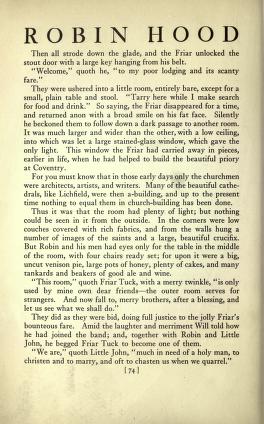 ROBIN HOOD
Then all strode down the glade, and the Friar unlocked the
stout door with a large key hanging from his belt.
"Welcome," quoth he, "to my poor lodging and its scanty
fare."
They were ushered into a little room, entirely bare, except for a
small, plain table and stool. "Tarry here while I make search
for food and drink." So saying, the Friar disappeared for a time,
and returned anon with a broad smile on his fat face. Silently
he beckoned them to follow down a dark passage to another room.
It was much larger and wider than the other, with a low ceiling,
into which was let a large stained-glass window, which gave the
only light. This window the Friar had carried away in pieces,
earlier in life, when he had helped to build the beautiful priory
at Coventry.
For you must know that in those early days only the churchmen
were architects, artists, and writers. Many of the beautiful cathe-
drals, like Lichfield, were then a-building, and up to the present
time nothing to equal them in church-building has been done.
Thus it was that the room had plenty of light; but nothing
could be seen in it from the outside. In the corners were low
couches covered with rich fabrics, and from the walls hung a
number of images of the saints and a large, beautiful crucifix.
But Robin and his men had eyes only for the table in the middle
of the room, with four chairs ready set; for upon it were a big,
uncut venison pie, large pots of honey, plenty of cakes, and many
tankards and beakers of good ale and wine.
"This room," quoth Friar Tuck, with a merry twinkle, "is only
used by mine own dear friends—the outer room serves for
strangers. And now fall to, merry brothers, after a blessing, and
let us see what we shall do."
They did as they were bid, doing full justice to the jolly Friar's
bounteous fare. Amid the laughter and merriment Will told how
he had joined the band; and, together with Robin and Little
John, he begged Friar Tuck to become one of them.
"We are," quoth Little John, "much in need of a holy man, to
christen and to marry, and oft to chasten us when we quarrel."
[74]